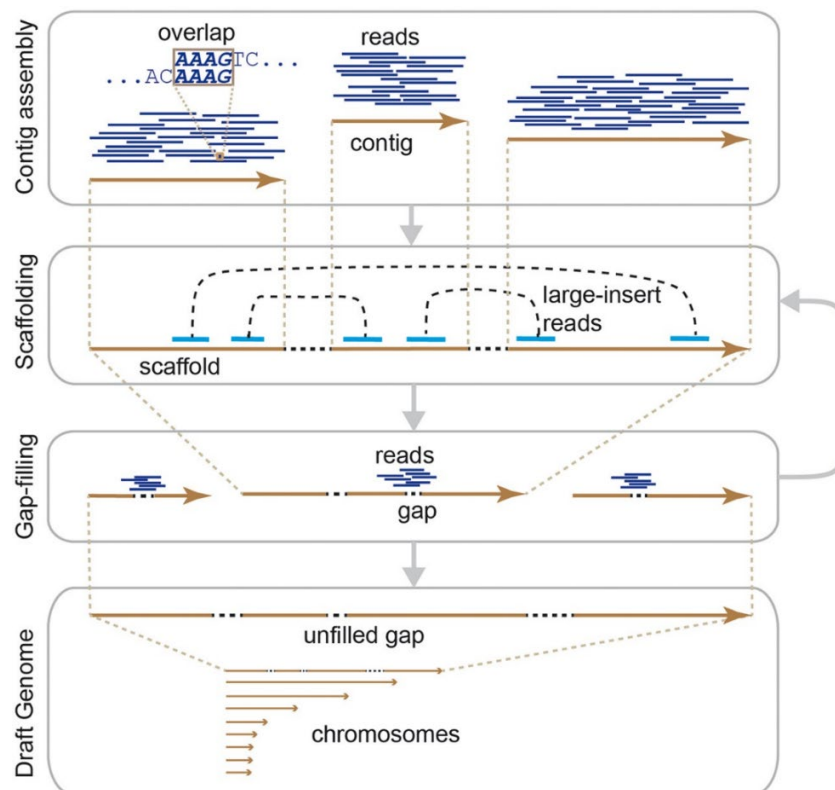 Contig assembly
overlap
AAAGTC...
...ACAAAG
reads
contig
Scaffolding
large-insert
reads
scaffold
Gap-filling
reads
gap
Draft Genome
unfilled gap
chromosomes